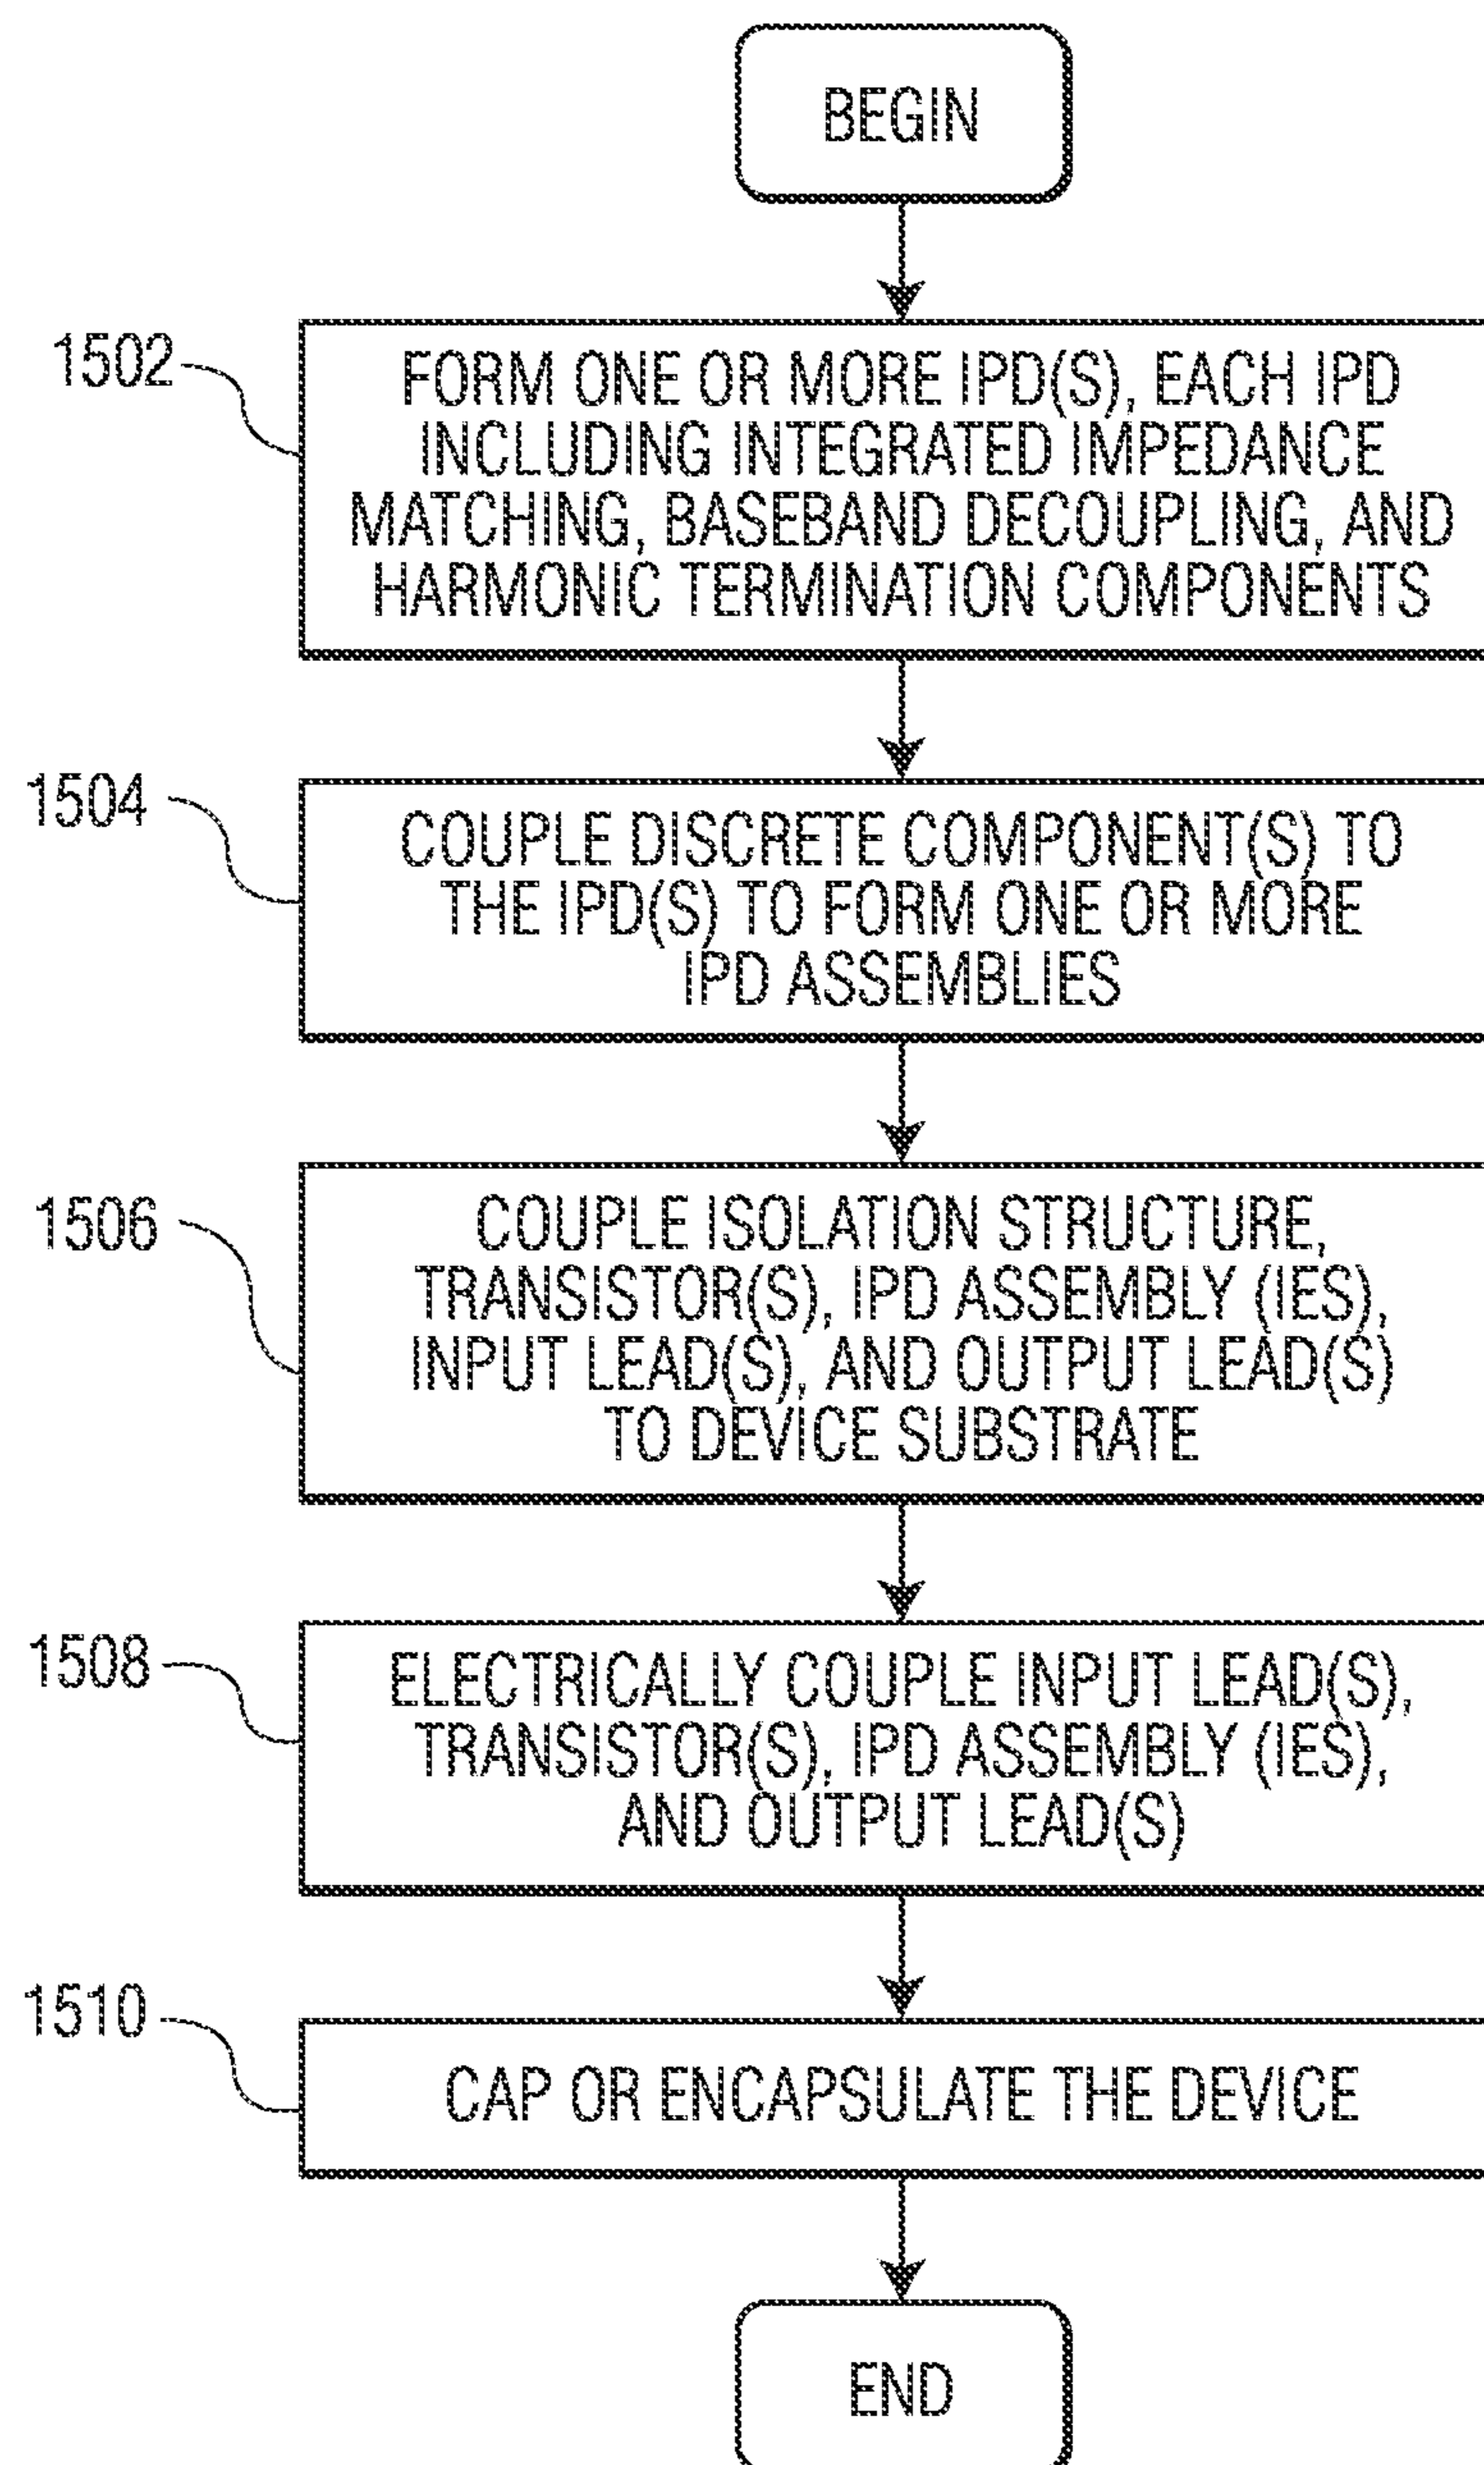 BEGIN
1502
FORM ONE OR MORE IPD(S), EACH IPD
INCLUDING INTEGRATED IMPEDANCE
MATCHING, BASEBAND DECOUPLING, AND
HARMONIC TERMINATION COMPONENTS
1504
COUPLE DISCRETE COMPONENT(S) TO
THE IPD(S) TO FORM ONE OR MORE
IPD ASSEMBLIES
1506
COUPLE ISOLATION STRUCTURE,
TRANSISTOR(S), IPD ASSEMBLY (IES),
INPUT LEAD(S), AND OUTPUT LEAD(S)
TO DEVICE SUBSTRATE
1508
ELECTRICALLY COUPLE INPUT LEAD(S),
TRANSISTOR(S), IPD ASSEMBLY (IES),
AND OUTPUT LEAD(S)
1510
CAP OR ENCAPSULATE THE DEVICE
END